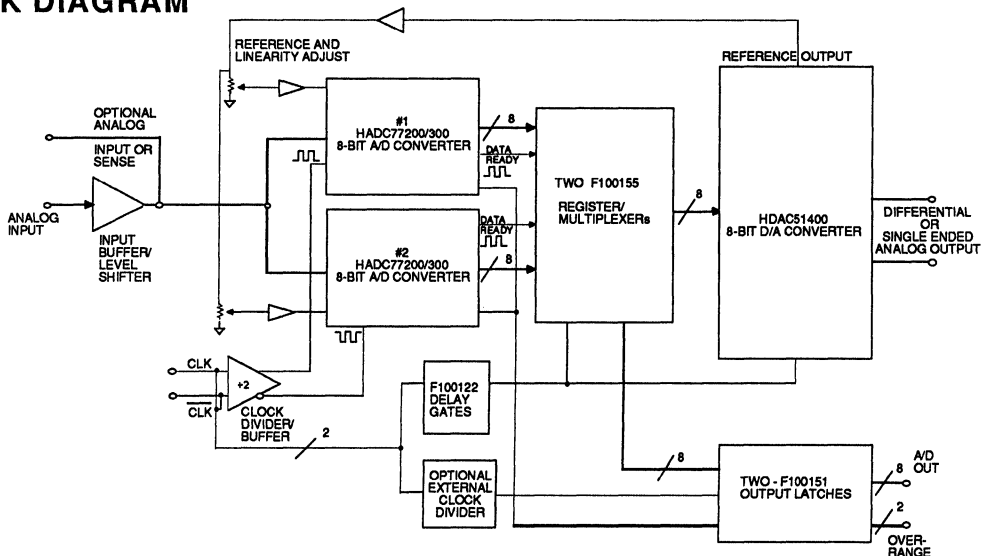 K DIAGRAM
REFERENCE AND
LINEARITY ADJUST
REFERENCE OUTPUT
OPTIONAL
ANALOG
INPUT OR
SENSE
ANALOG
INPUT
INPUT
BUFFER/
LEVEL
SHIFTER
#1
HADC77200/300
8-BIT A/D CONVERTER
8
DATA
READY
#2
HADC77200/300
8-BIT A/D CONVERTER
DATA
READY
8
TWO F100155
REGISTER/
MULTIPLEXERs
8
HDAC51400
8-BIT D/A CONVERTER
DIFFERENTIAL
OR
SINGLE ENDED
ANALOG OUTPUT
CLK
CLK
÷2
CLOCK
DIVIDER/
BUFFER
2
F100122
DELAY
GATES
OPTIONAL
EXTERNAL
CLOCK
DIVIDER
8
TWO - F100151
OUTPUT LATCHES
8
A/D
OUT
2
OVER-
RANGE